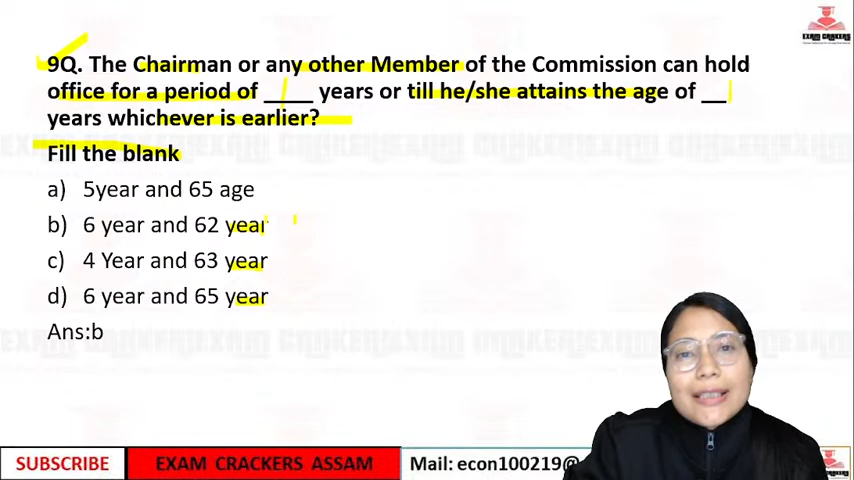 EXAM CRACKERS
9Q. The Chairman or any other Member of the Commission can hold
office for a period of ____ years or till he/she attains the age of __
years whichever is earlier?
Fill the blank
a) 5year and 65 age
b) 6 year and 62 year
c) 4 Year and 63 year
d) 6 year and 65 year
Ans:b
SUBSCRIBE
EXAM CRACKERS ASSAM
Mail: econ100219@